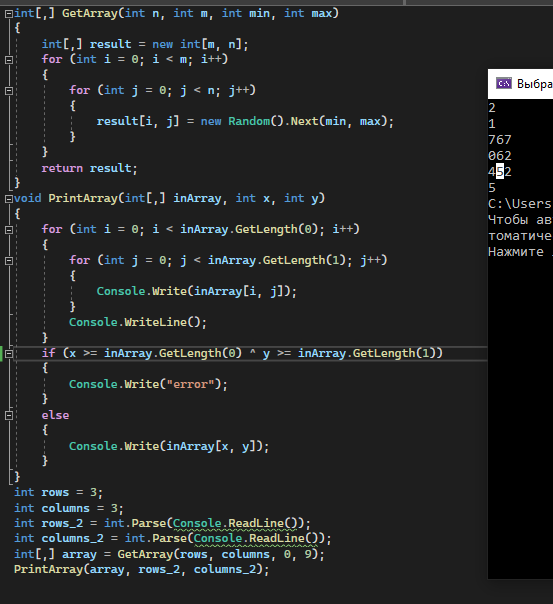 int[,] GetArray(int n, int m, int min, int max)
{
int[,] result = new int[m, n];
for (int i = 0; i < m; i++)
{
for (int j = 0; j < n; j++)
{
result[i, j] = new Random().Next(min, max);
}
}
return result;
}
void PrintArray(int[,] inArray, int x, int y)
{
for (int i = 0; i < inArray.GetLength(0); i++)
{
for (int j = 0; j < inArray.GetLength(1); j++)
{
Console.Write(inArray[i, j]);
}
Console.WriteLine();
}
if (x >= inArray.GetLength(0) ^ y >= inArray.GetLength(1))
{
Console.Write("error");
}
else
{
Console.Write(inArray[x, y]);
}
}
int rows = 3;
int columns = 3;
int rows_2 = int.Parse(Console.ReadLine());
int columns_2 = int.Parse(Console.ReadLine());
int[,] array = GetArray(rows, columns, 0, 9);
PrintArray(array, rows_2, columns_2);
Выбра
2
1
767
062
452
5
C:\Users
Чтобы ав
томатиче
Нажмите